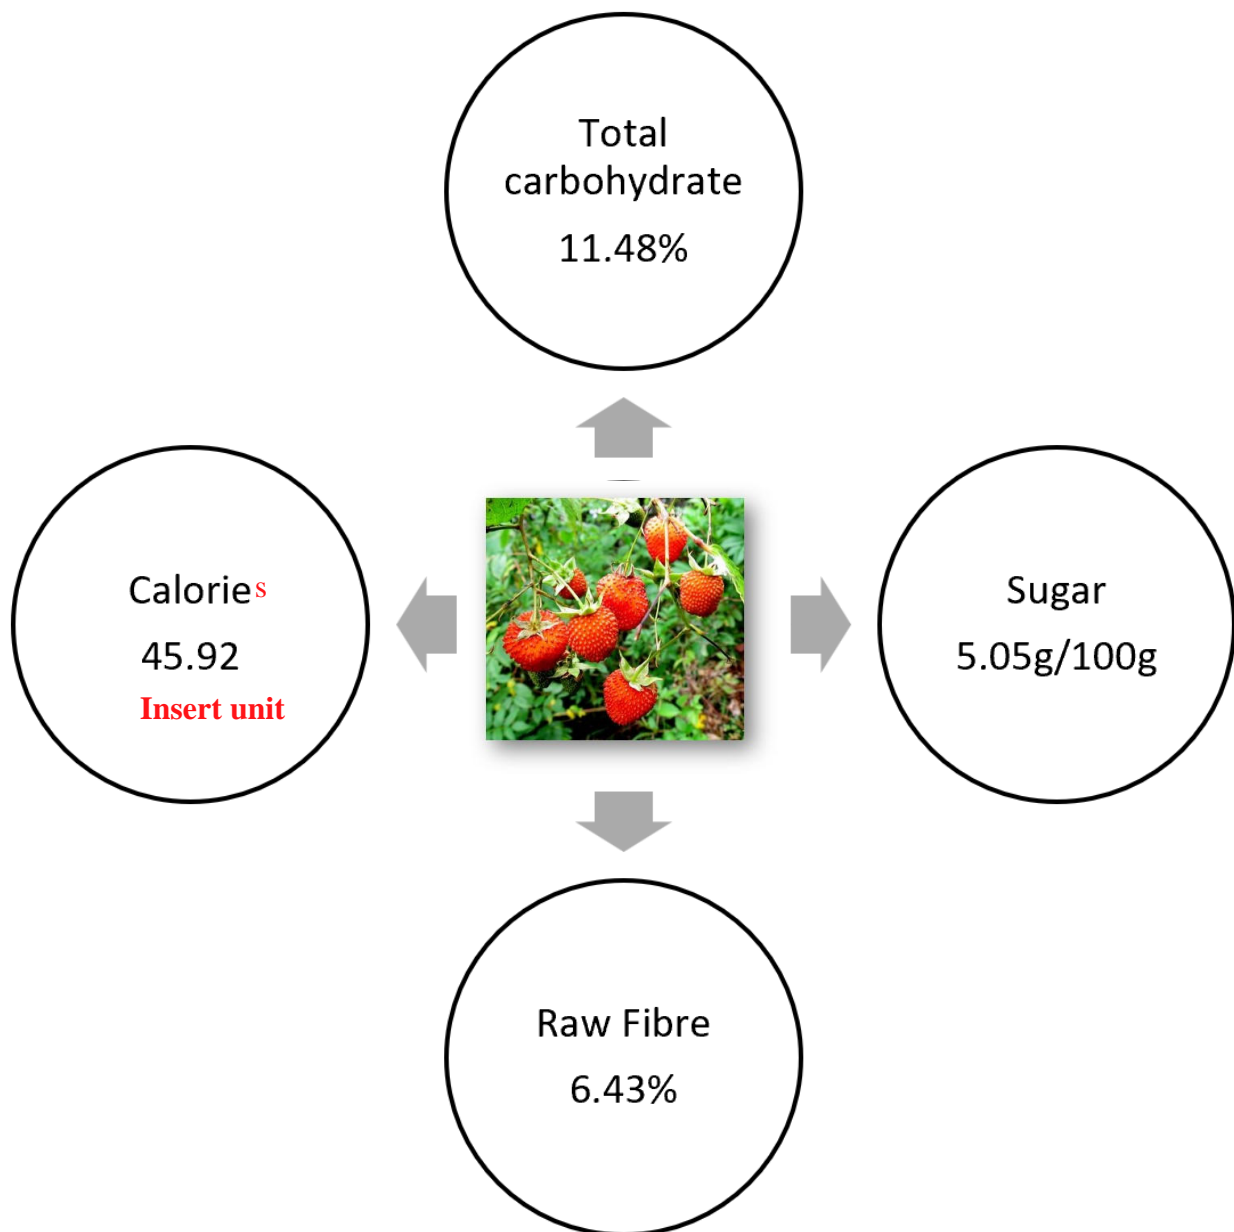 Total
carbohydrate
11.48%
Calories
45.92
Insert unit
Sugar
5.05g/100g
Raw Fibre
6.43%